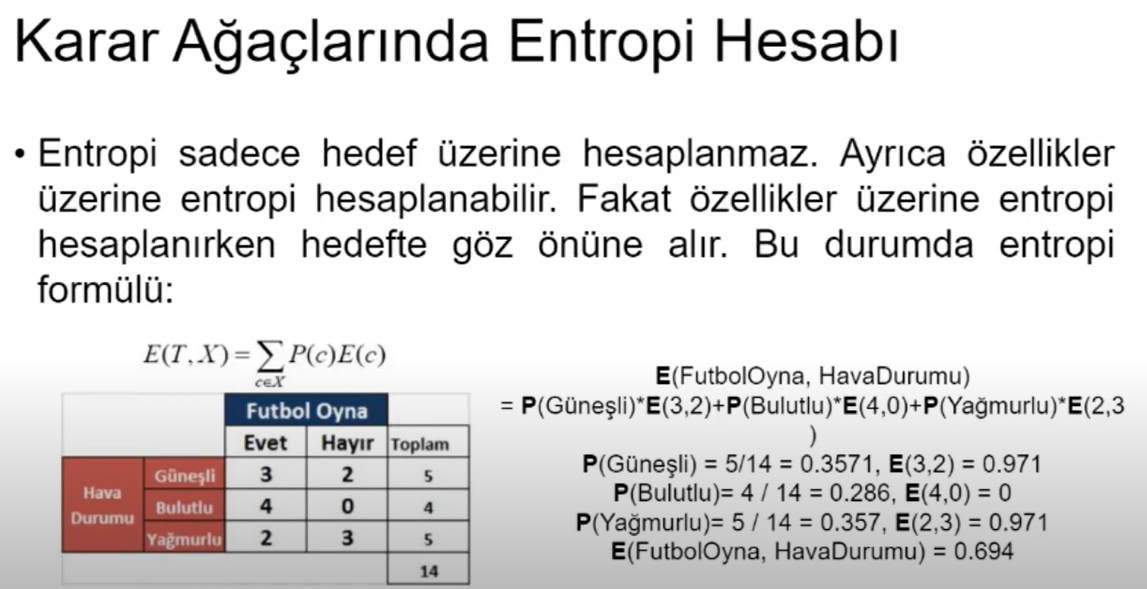 Karar Ağaçlarında Entropi Hesabı
• Entropi sadece hedef üzerine hesaplanmaz. Ayrıca özellikler
üzerine entropi hesaplanabilir. Fakat özellikler üzerine entropi
hesaplanırken hedefte göz önüne alır. Bu durumda entropi
formülü:
E(T,X) = ∑ P(c)E(c)
c∈X
Futbol Oyna
Evet Hayır Toplam
Hava Durumu
Güneşli 3 2 5
Bulutlu 4 0 4
Yağmurlu 2 3 5
14
E(FutbolOyna, HavaDurumu)
= P(Güneşli)*E(3,2)+P(Bulutlu)*E(4,0)+P(Yağmurlu)*E(2,3
)
P(Güneşli) = 5/14 = 0.3571, E(3,2) = 0.971
P(Bulutlu)= 4 / 14 = 0.286, E(4,0) = 0
P(Yağmurlu)= 5 / 14 = 0.357, E(2,3) = 0.971
E(FutbolOyna, HavaDurumu) = 0.694